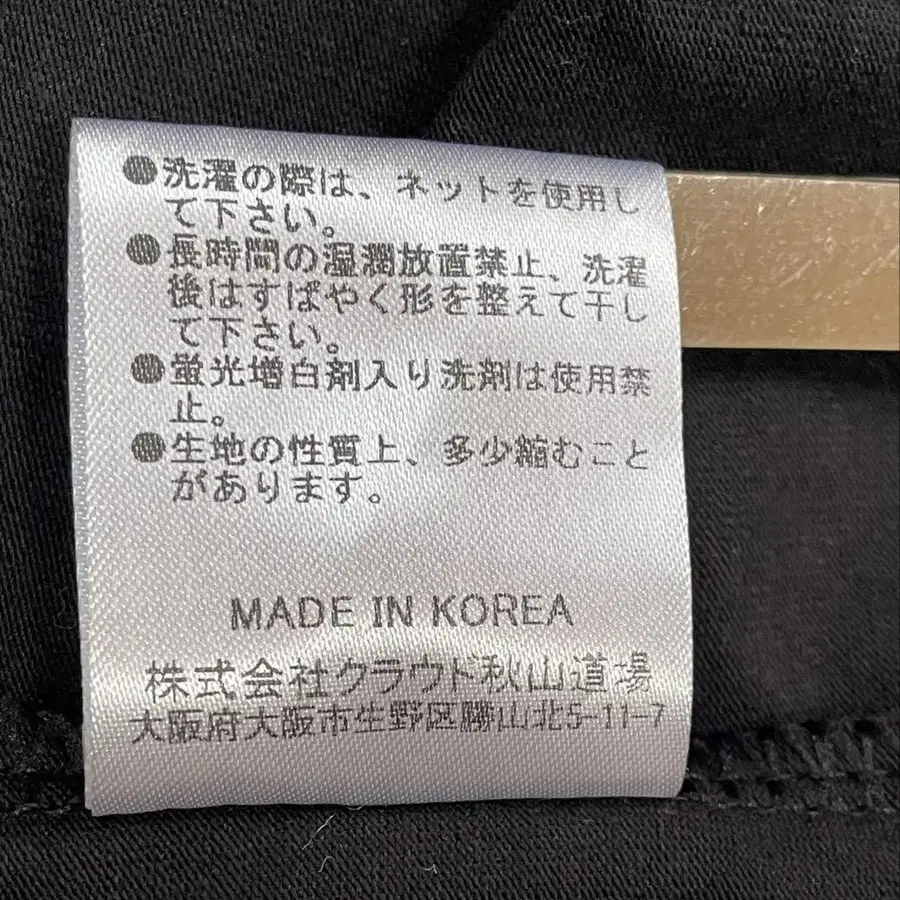 ●洗濯の際は、ネットを使用し
て下さい。
●長時間の湿潤放置禁止、洗濯
後はすばやく形を整えて干し
て下さい。
●蛍光増白剤入り洗剤は使用禁
止。
●生地の性質上、多少縮むこと
があります。
MADE IN KOREA
株式会社クラウド秋山道場
大阪府大阪市生野区勝山北5-11-7